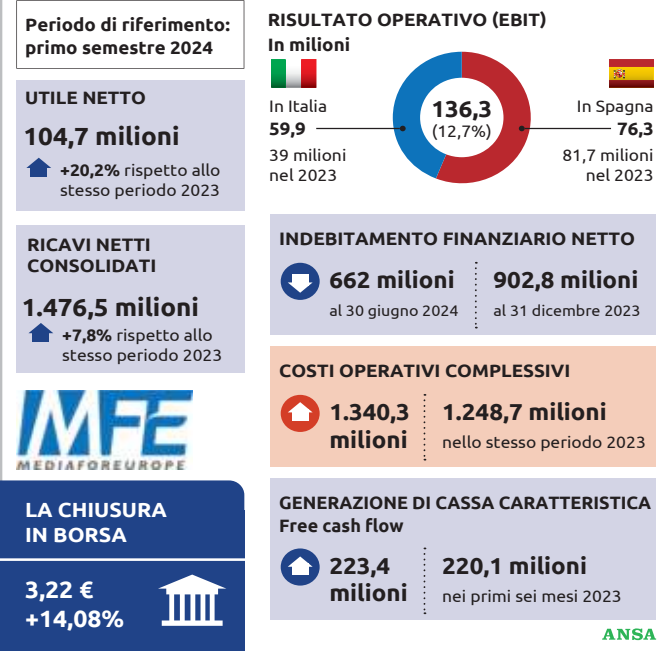 Periodo di riferimento:
primo semestre 2024
UTILE NETTO
104,7 milioni
+20,2% rispetto allo
stesso periodo 2023
RICAVI NETTI
CONSOLIDATI
1.476,5 milioni
+7,8% rispetto allo
stesso periodo 2023
MFE
MEDIAFOREUROPE
LA CHIUSURA
IN BORSA
3,22 €
+14,08%
RISULTATO OPERATIVO (EBIT)
In milioni
In Italia
59,9
39 milioni
nel 2023
136,3
(12,7%)
In Spagna
76,3
81,7 milioni
nel 2023
INDEBITAMENTO FINANZIARIO NETTO
662 milioni
al 30 giugno 2024
902,8 milioni
al 31 dicembre 2023
COSTI OPERATIVI COMPLESSIVI
1.340,3
milioni
1.248,7 milioni
nello stesso periodo 2023
GENERAZIONE DI CASSA CARATTERISTICA
Free cash flow
223,4
milioni
220,1 milioni
nei primi sei mesi 2023
ANSA